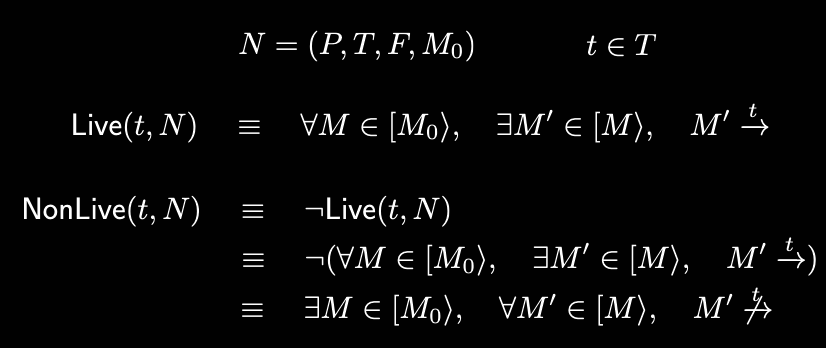 N = (P, T, F, M₀) t ∈ T
Live(t, N) ≡ ∀M ∈ [M₀⟩, ∃M′ ∈ [M⟩, M′ →ᵗ
NonLive(t, N) ≡ ¬Live(t, N)
≡ ¬(∀M ∈ [M₀⟩, ∃M′ ∈ [M⟩, M′ →ᵗ)
≡ ∃M ∈ [M₀⟩, ∀M′ ∈ [M⟩, M′ ↛ᵗ